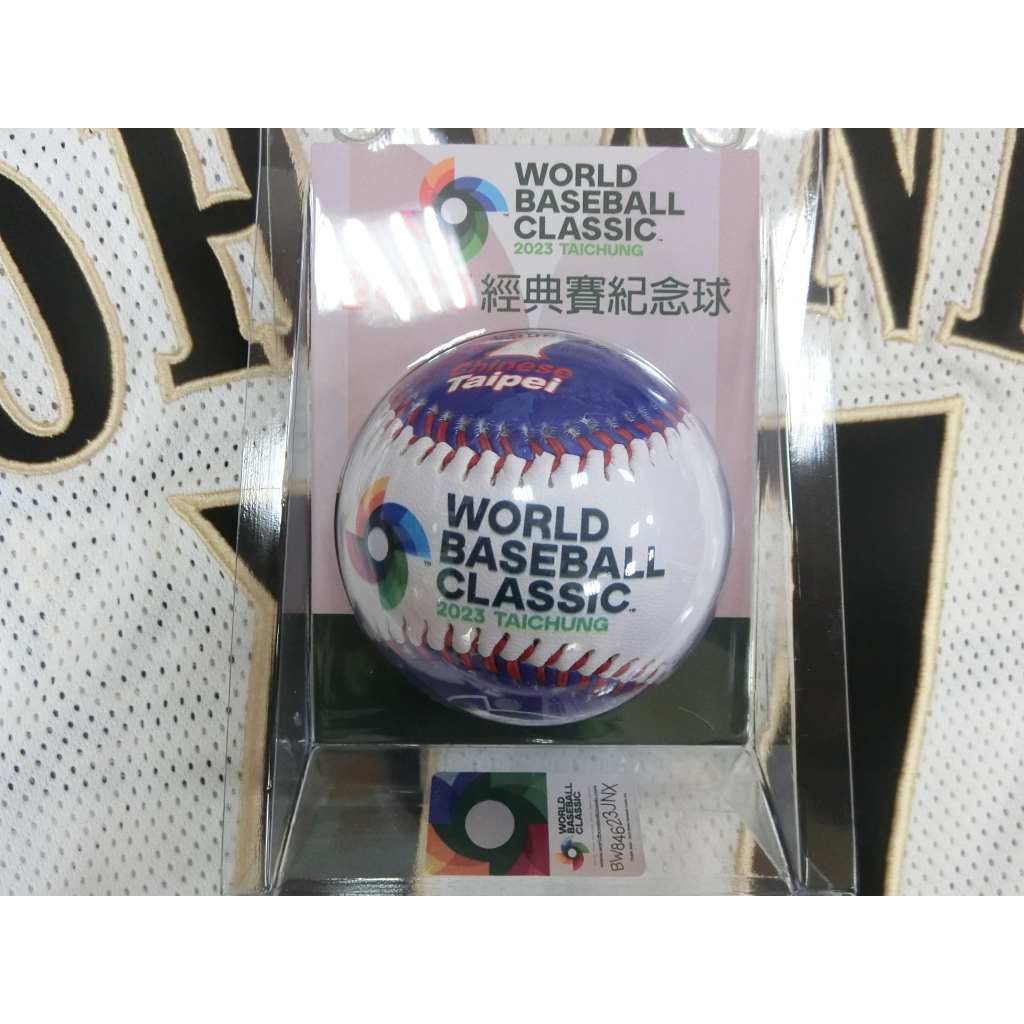 WORLD
BASEBALL
CLASSIC
2023 TAICHUNG
經典賽紀念球
Chinese
Taipei
WORLD
BASEBALL
CLASSIC
2023 TAICHUNG
WORLD
BASEBALL
CLASSIC
BW84623JNX